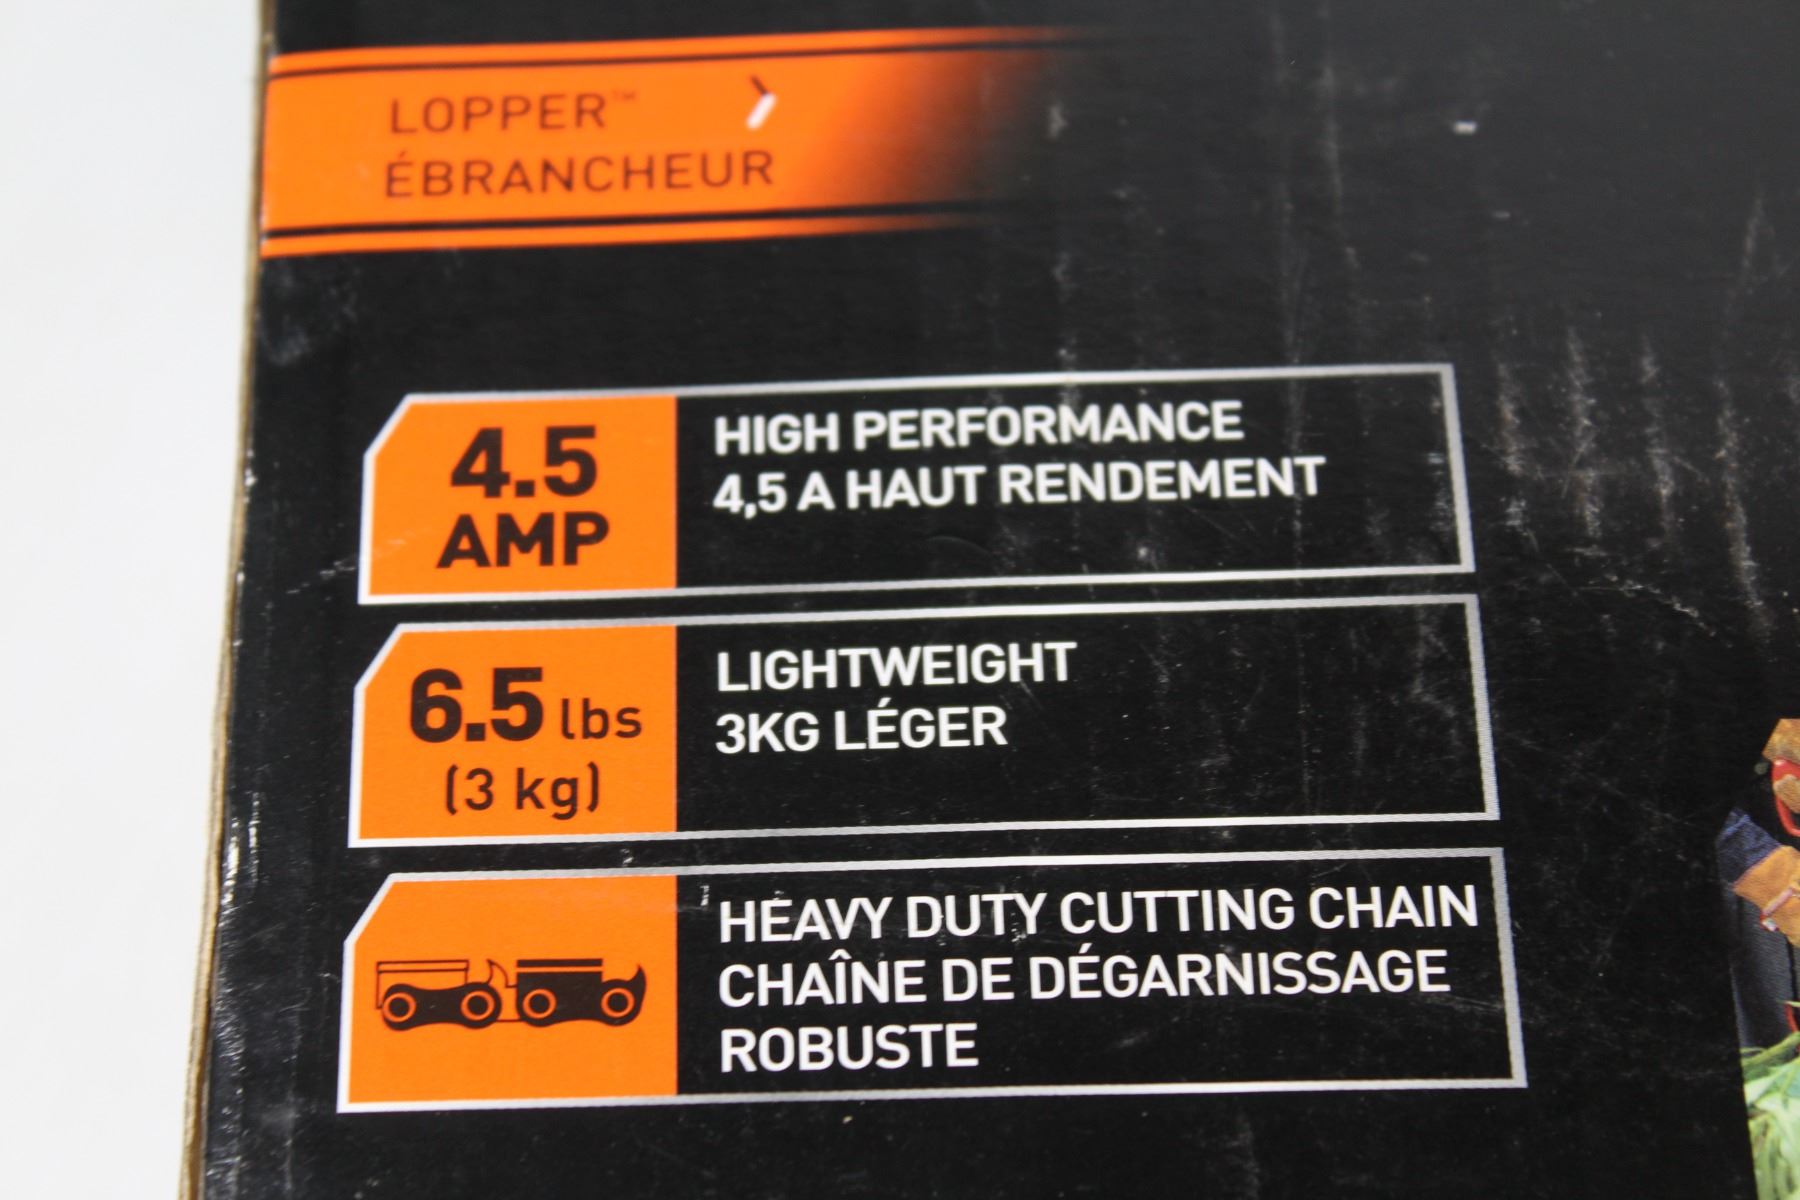 LOPPER™
ÉBRANCHEUR
4.5
AMP
HIGH PERFORMANCE
4,5 A HAUT RENDEMENT
6.5 lbs
(3 kg)
LIGHTWEIGHT
3KG LÉGER
HEAVY DUTY CUTTING CHAIN
CHAÎNE DE DÉGARNISSAGE
ROBUSTE